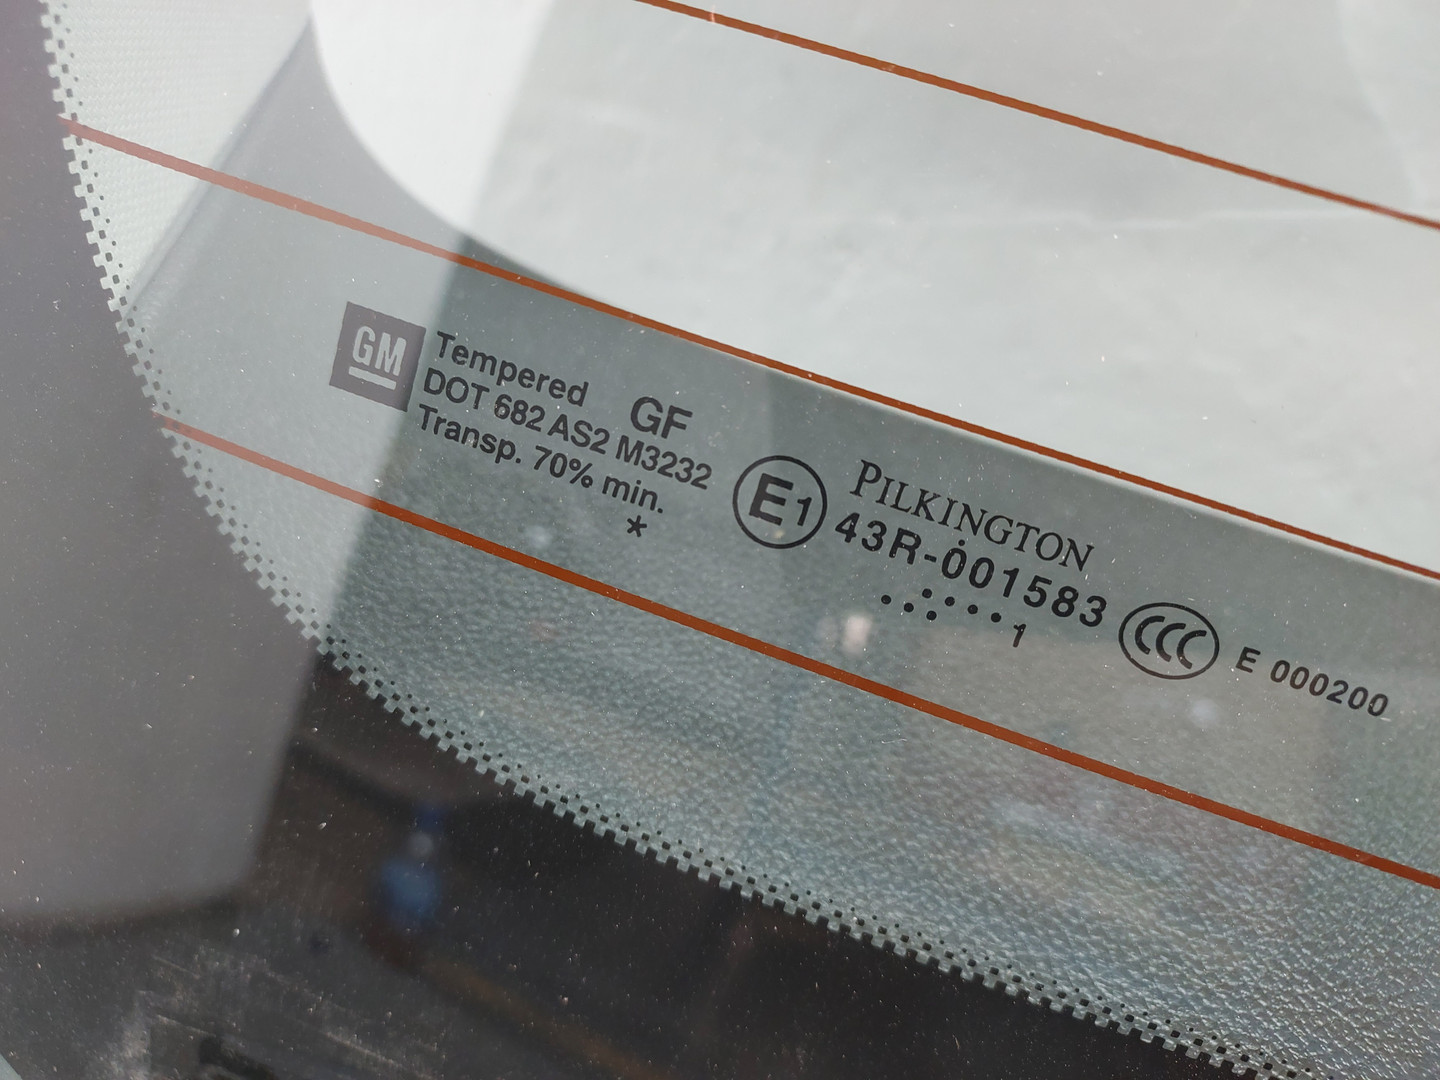 GM
Tempered GF
DOT 682 AS2 M3232
Transp. 70% min.
*
E1
PILKINGTON
43R-001583
1
CCC
E 000200